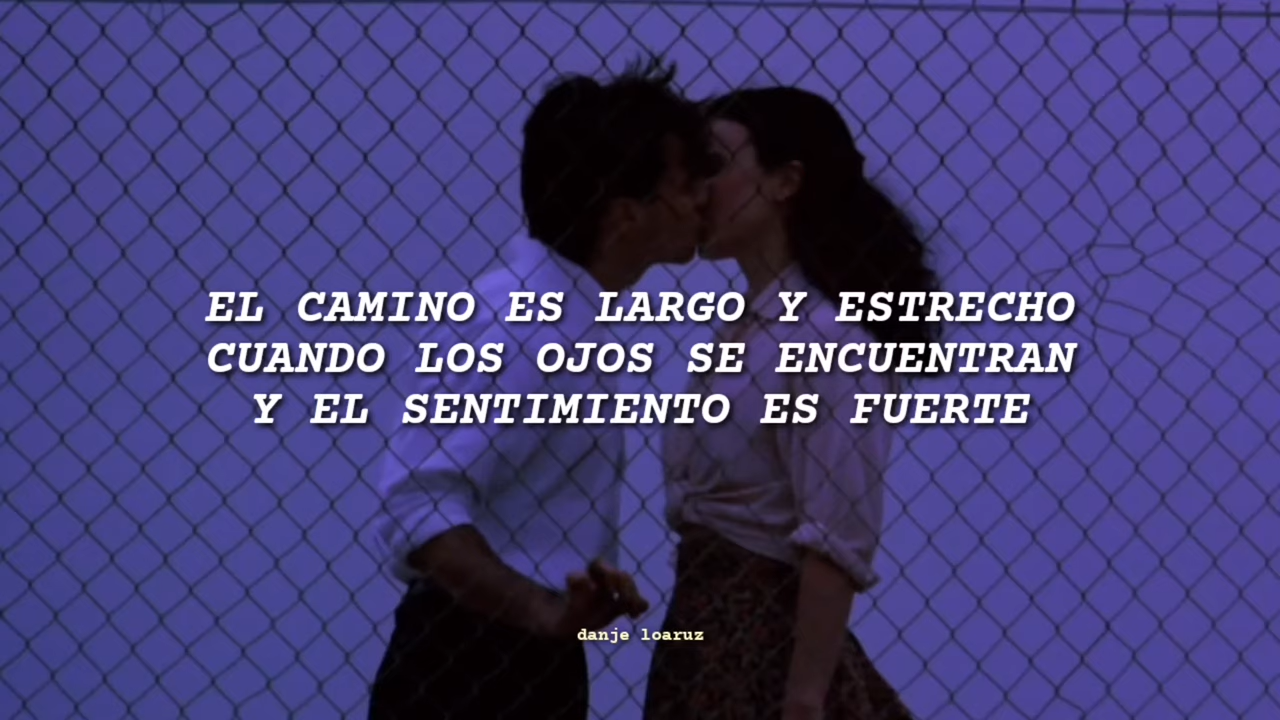 EL CAMINO ES LARGO Y ESTRECHO
CUANDO LOS OJOS SE ENCUENTRAN
Y EL SENTIMIENTO ES FUERTE
danje loaruz